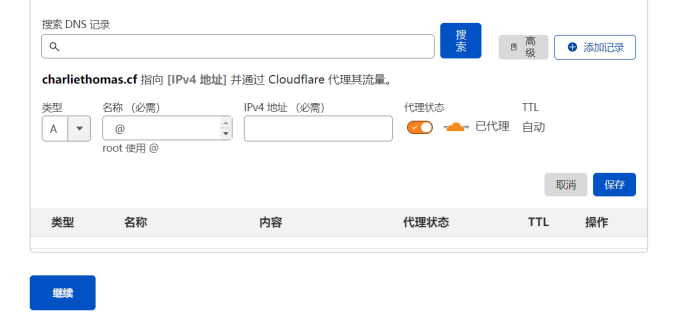 搜索 DNS 记录
搜索
高级
添加记录
charliethomas.cf 指向 [IPv4 地址] 并通过 Cloudflare 代理其流量。
类型 名称 （必需） IPv4 地址 （必需） 代理状态 TTL
A @ 已代理 自动
root 使用 @
取消 保存
类型 名称 内容 代理状态 TTL 操作
继续